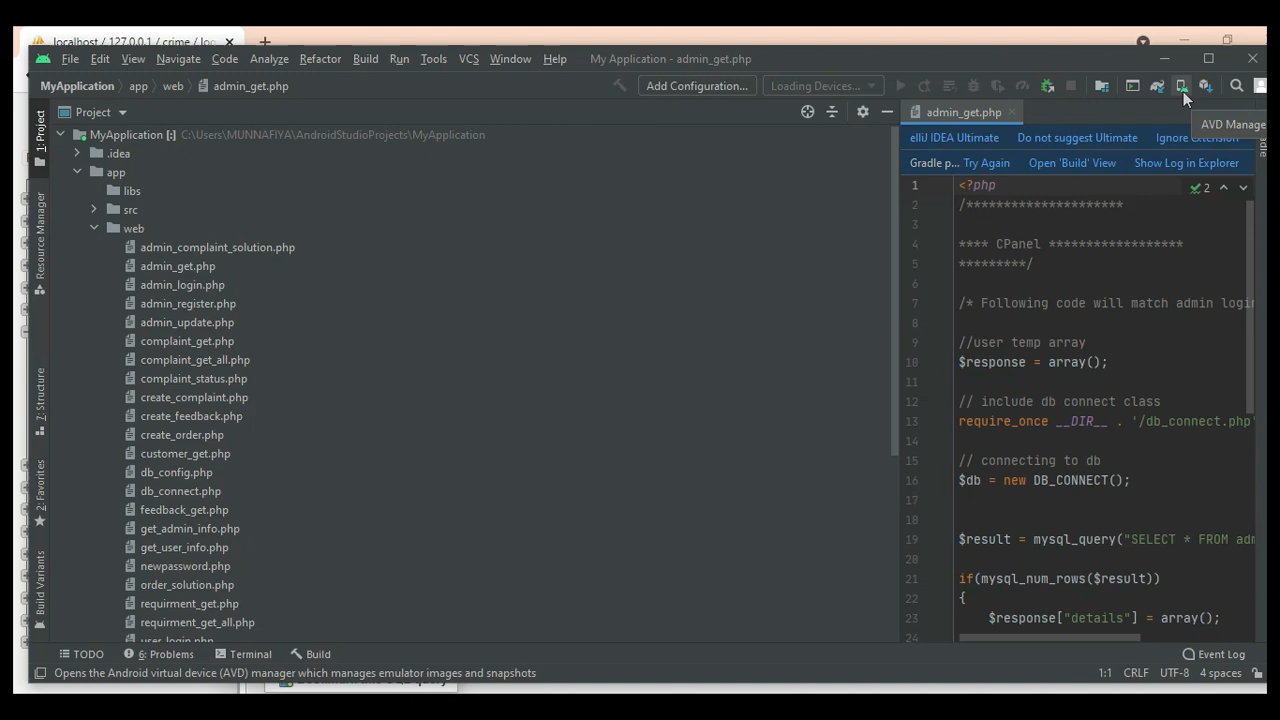 localhost / 127.0.0.1 / crime / loc
File Edit View Navigate Code Analyze Refactor Build Run Tools VCS Window Help My Application - admin_get.php
MyApplication app web admin_get.php Add Configuration... Loading Devices...
Project admin_get.php
AVD Manage
MyApplication [:] C:\Users\MUNNAFIYA\AndroidStudioProjects\MyApplication
elliJ IDEA Ultimate Do not suggest Ultimate Ignore Extension
.idea
Gradle p... Try Again Open 'Build' View Show Log in Explorer
app
libs
src
web
admin_complaint_solution.php
admin_get.php
admin_login.php
admin_register.php
admin_update.php
complaint_get.php
complaint_get_all.php
complaint_status.php
create_complaint.php
create_feedback.php
create_order.php
customer_get.php
db_config.php
db_connect.php
feedback_get.php
get_admin_info.php
get_user_info.php
newpassword.php
order_solution.php
requirment_get.php
requirment_get_all.php
user_login.php
1: Project
Resource Manager
7: Structure
2: Favorites
Build Variants
1 <?php
2 /*********************
3
4 **** CPanel ******************
5 *********/
6
7 /* Following code will match admin login
8
9 //user temp array
10 $response = array();
11
12 // include db connect class
13 require_once __DIR__ . '/db_connect.php'
14
15 // connecting to db
16 $db = new DB_CONNECT();
17
18
19 $result = mysql_query("SELECT * FROM adm
20
21 if(mysql_num_rows($result))
22 {
23 $response["details"] = array();
24
2
TODO 6: Problems Terminal Build Event Log
Opens the Android virtual device (AVD) manager which manages emulator images and snapshots 1:1 CRLF UTF-8 4 spaces